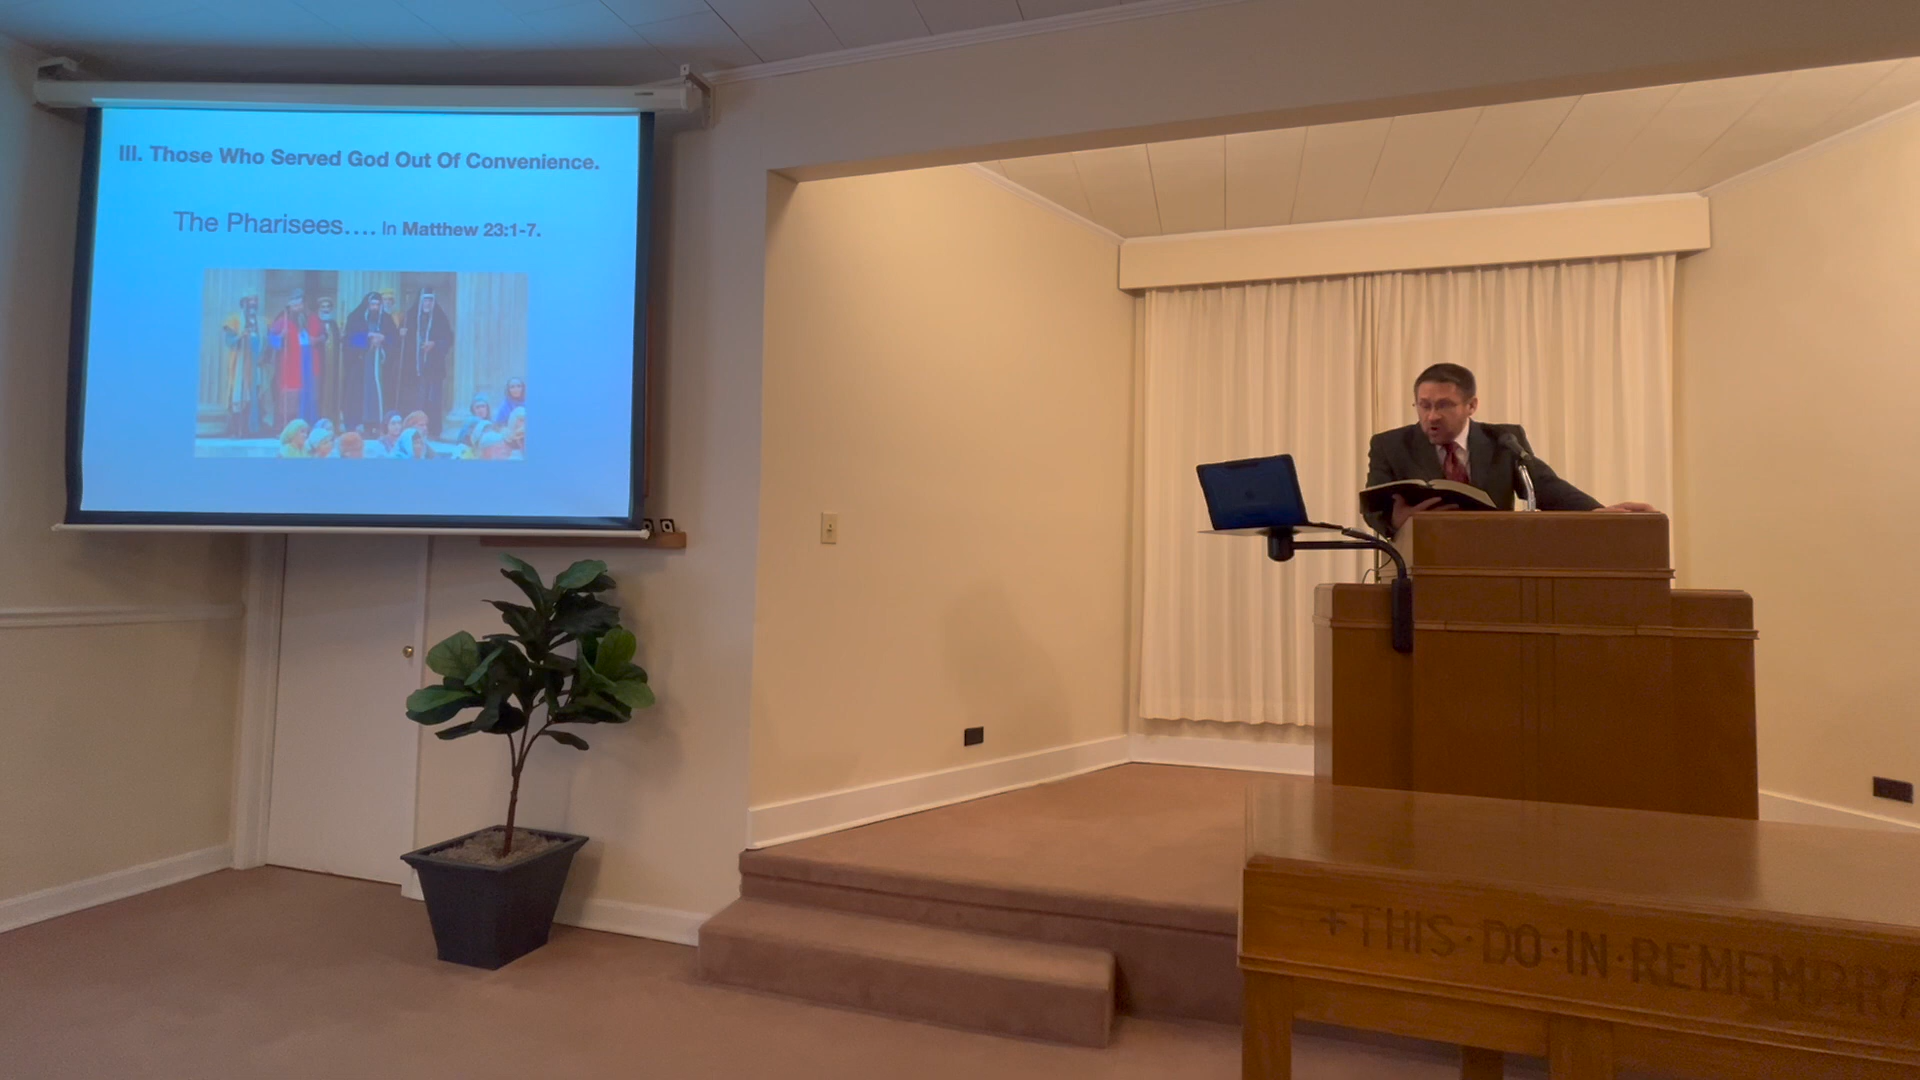 III. Those Who Served God Out Of Convenience.
The Pharisees.... In Matthew 23:1-7.
+THIS·DO·IN·REMEMBRA